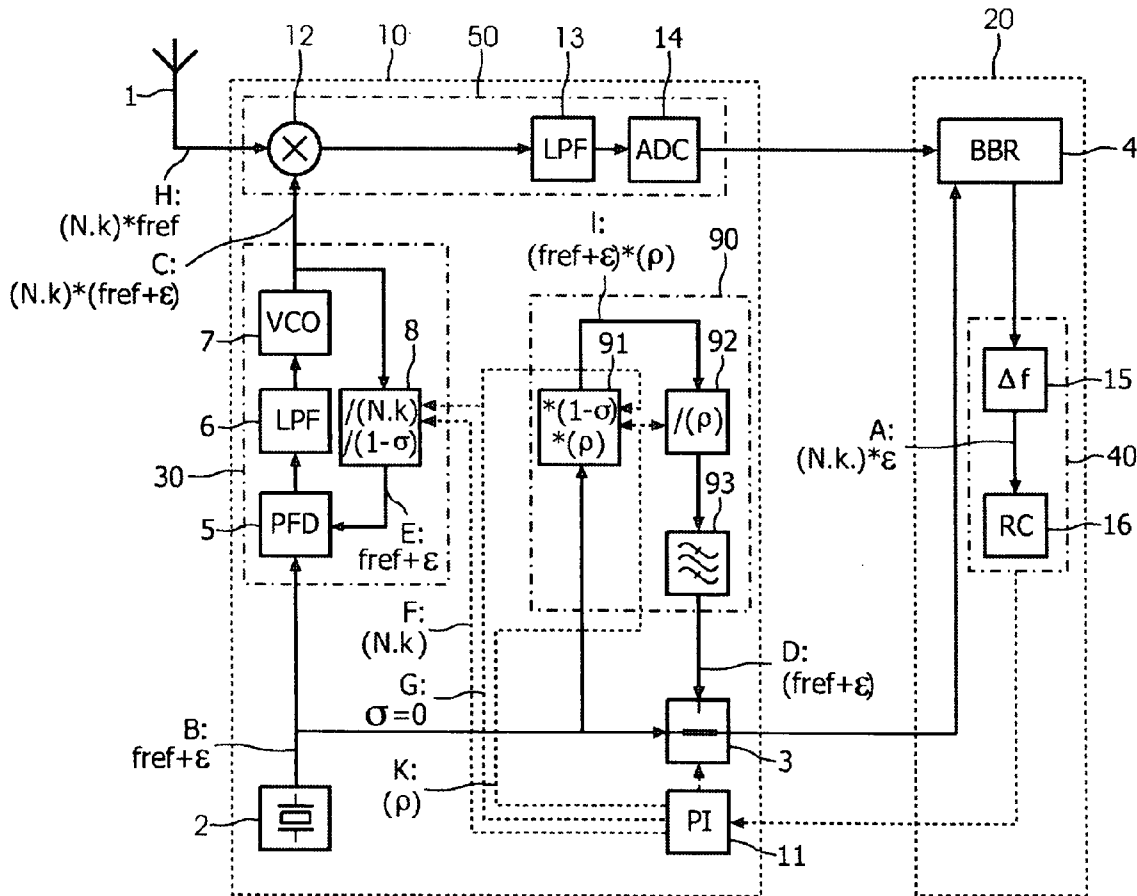 12
10
50
13
14
20
1
LPF
ADC
BBR
4
H:
(N.k)*fref
C:
(N.k)*(fref+ε)
I:
(fref+ε)*(ρ)
90
VCO
7
8
91
92
Δf
15
6
LPF
/(N.k)
/(1-σ)
*(1-σ)
*(ρ)
/(ρ)
A:
(N.k.)*ε
40
30
93
5
PFD
E:
fref+ε
RC
16
F:
(N.k)
D:
(fref+ε)
G:
σ=0
B:
fref+ε
3
K:
(ρ)
2
PI
11